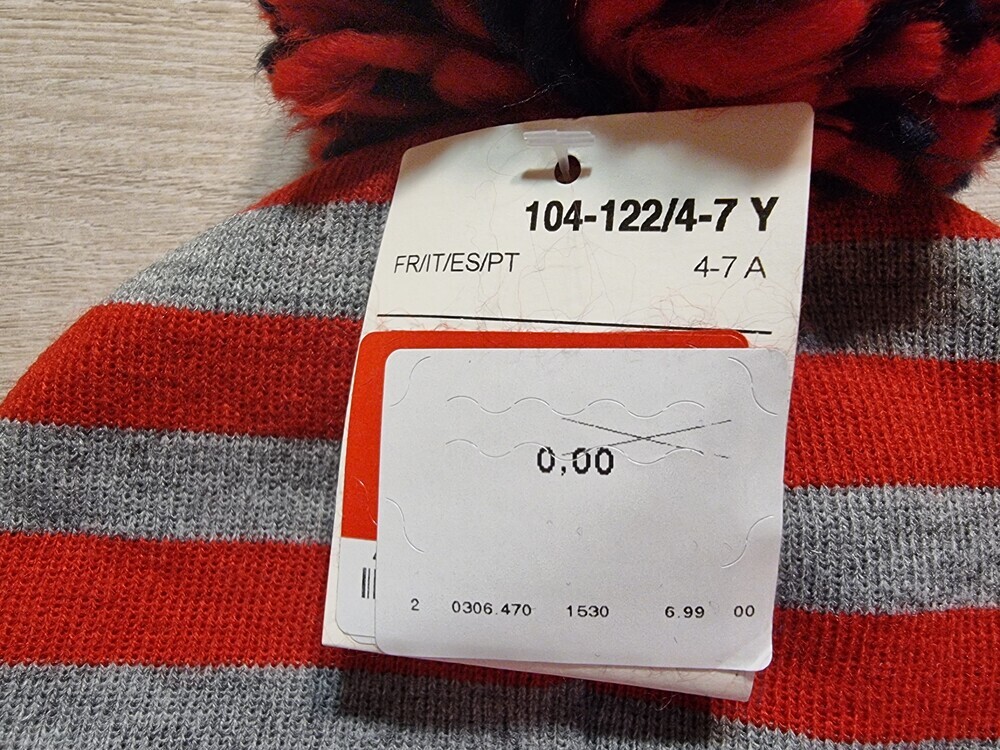 104-122/4-7 Y
FR/IT/ES/PT 4-7 A
0,00
2 0306.470 1530 6.99 00